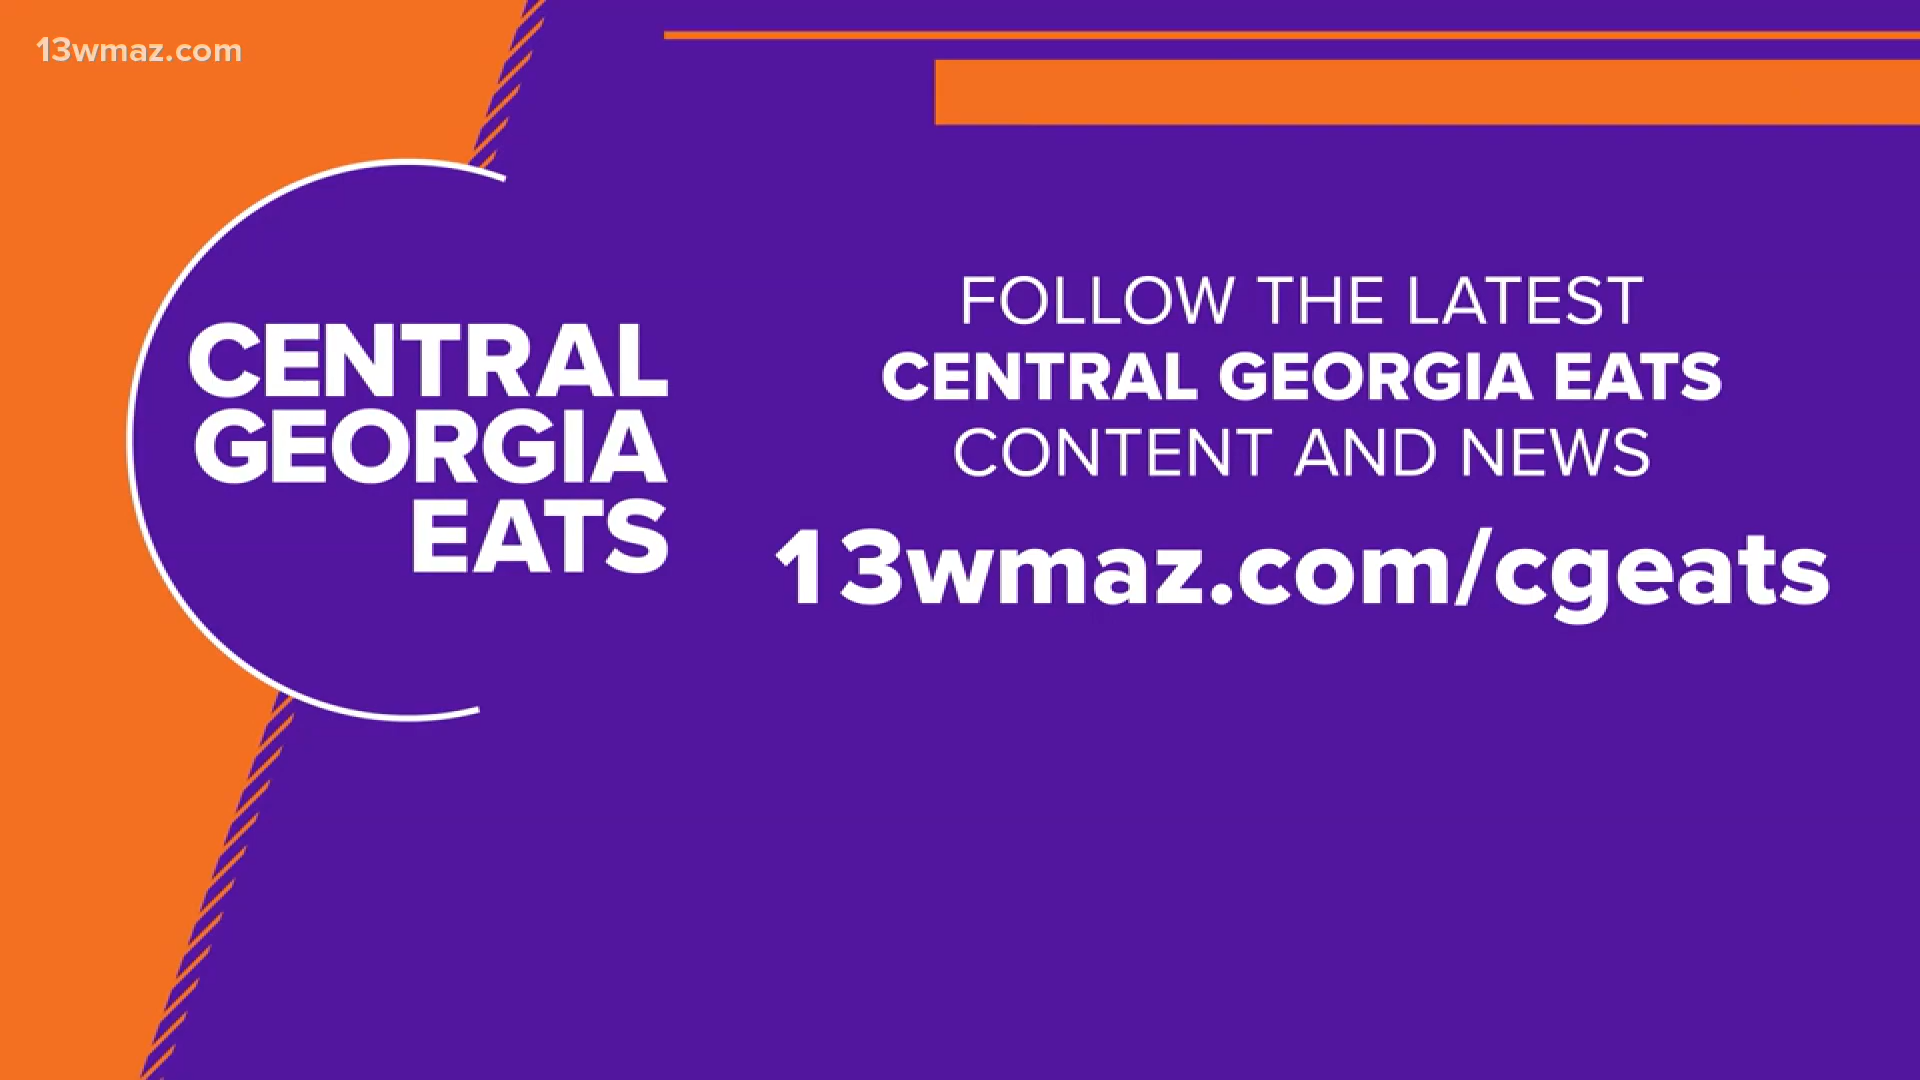 13wmaz.com
CENTRAL
GEORGIA
EATS
FOLLOW THE LATEST
CENTRAL GEORGIA EATS
CONTENT AND NEWS
13wmaz.com/cgeats